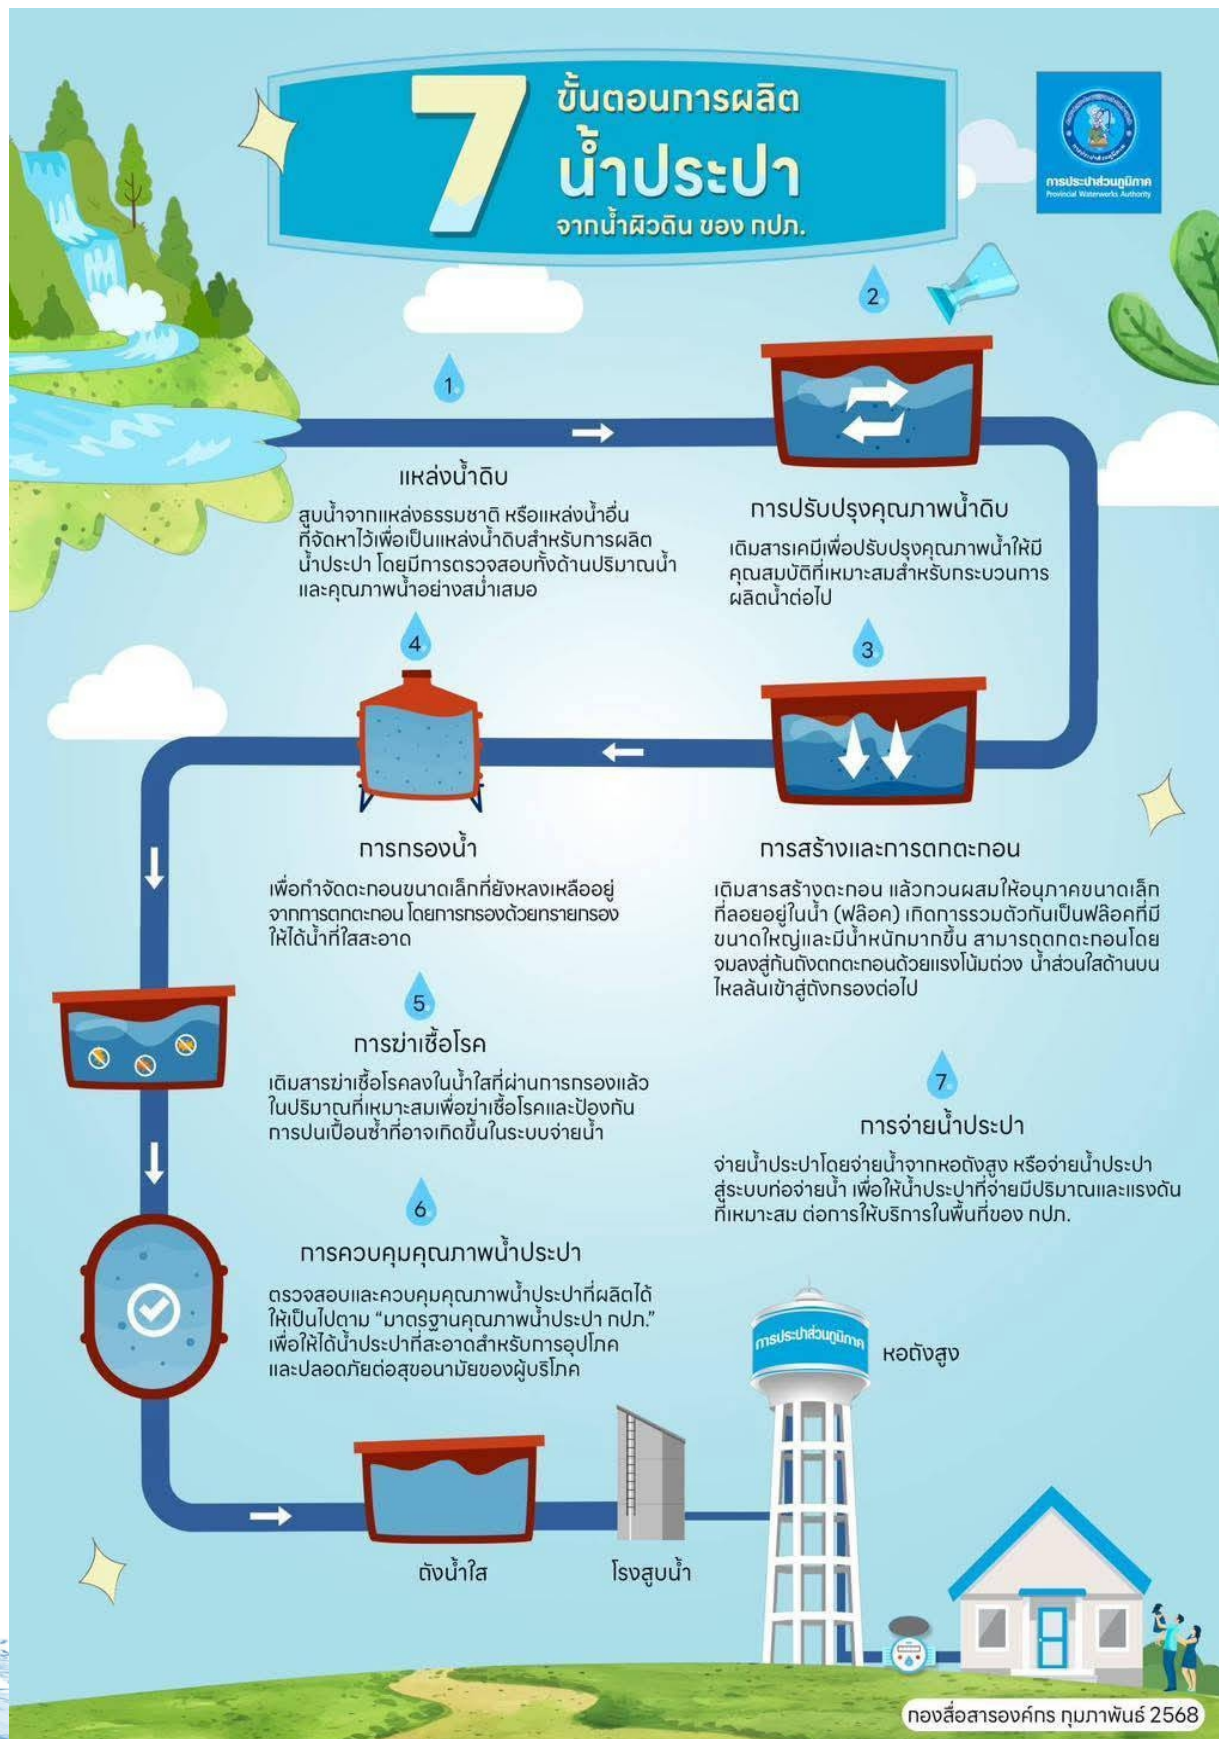 7
ขั้นตอนการผลิต
น้ำประปา
จากน้ำผิวดิน ของ กปภ.
การประปาส่วนภูมิภาค
Provincial Waterworks Authority
1.
แหล่งน้ำดิบ
สูบน้ำจากแหล่งธรรมชาติ หรือแหล่งน้ำอื่น
ที่จัดหาไว้เพื่อเป็นแหล่งน้ำดิบสำหรับการผลิต
น้ำประปา โดยมีการตรวจสอบทั้งด้านปริมาณน้ำ
และคุณภาพน้ำอย่างสม่ำเสมอ
2.
การปรับปรุงคุณภาพน้ำดิบ
เติมสารเคมีเพื่อปรับปรุงคุณภาพน้ำให้มี
คุณสมบัติที่เหมาะสมสำหรับกระบวนการ
ผลิตน้ำต่อไป
3.
การสร้างและการตกตะกอน
เติมสารสร้างตะกอน แล้วกวนผสมให้อนุภาคขนาดเล็ก
ที่ลอยอยู่ในน้ำ (ฟล๊อค) เกิดการรวมตัวกันเป็นฟล๊อคที่มี
ขนาดใหญ่และมีน้ำหนักมากขึ้น สามารถตกตะกอนโดย
จมลงสู่ก้นถังตกตะกอนด้วยแรงโน้มถ่วง น้ำส่วนใสด้านบน
ไหลล้นเข้าสู่ถังกรองต่อไป
4.
การกรองน้ำ
เพื่อกำจัดตะกอนขนาดเล็กที่ยังหลงเหลืออยู่
จากการตกตะกอน โดยการกรองด้วยทรายกรอง
ให้ได้น้ำที่ใสสะอาด
5.
การฆ่าเชื้อโรค
เติมสารฆ่าเชื้อโรคลงในน้ำใสที่ผ่านการกรองแล้ว
ในปริมาณที่เหมาะสมเพื่อฆ่าเชื้อโรคและป้องกัน
การปนเปื้อนซ้ำที่อาจเกิดขึ้นในระบบจ่ายน้ำ
6.
การควบคุมคุณภาพน้ำประปา
ตรวจสอบและควบคุมคุณภาพน้ำประปาที่ผลิตได้
ให้เป็นไปตาม “มาตรฐานคุณภาพน้ำประปา กปภ.”
เพื่อให้ได้น้ำประปาที่สะอาดสำหรับการอุปโภค
และปลอดภัยต่อสุขอนามัยของผู้บริโภค
7.
การจ่ายน้ำประปา
จ่ายน้ำประปาโดยจ่ายน้ำจากหอถังสูง หรือจ่ายน้ำประปา
สู่ระบบท่อจ่ายน้ำ เพื่อให้น้ำประปาที่จ่ายมีปริมาณและแรงดัน
ที่เหมาะสม ต่อการให้บริการในพื้นที่ของ กปภ.
การประปาส่วนภูมิภาค
หอถังสูง
ถังน้ำใส
โรงสูบน้ำ
กองสื่อสารองค์กร กุมภาพันธ์ 2568